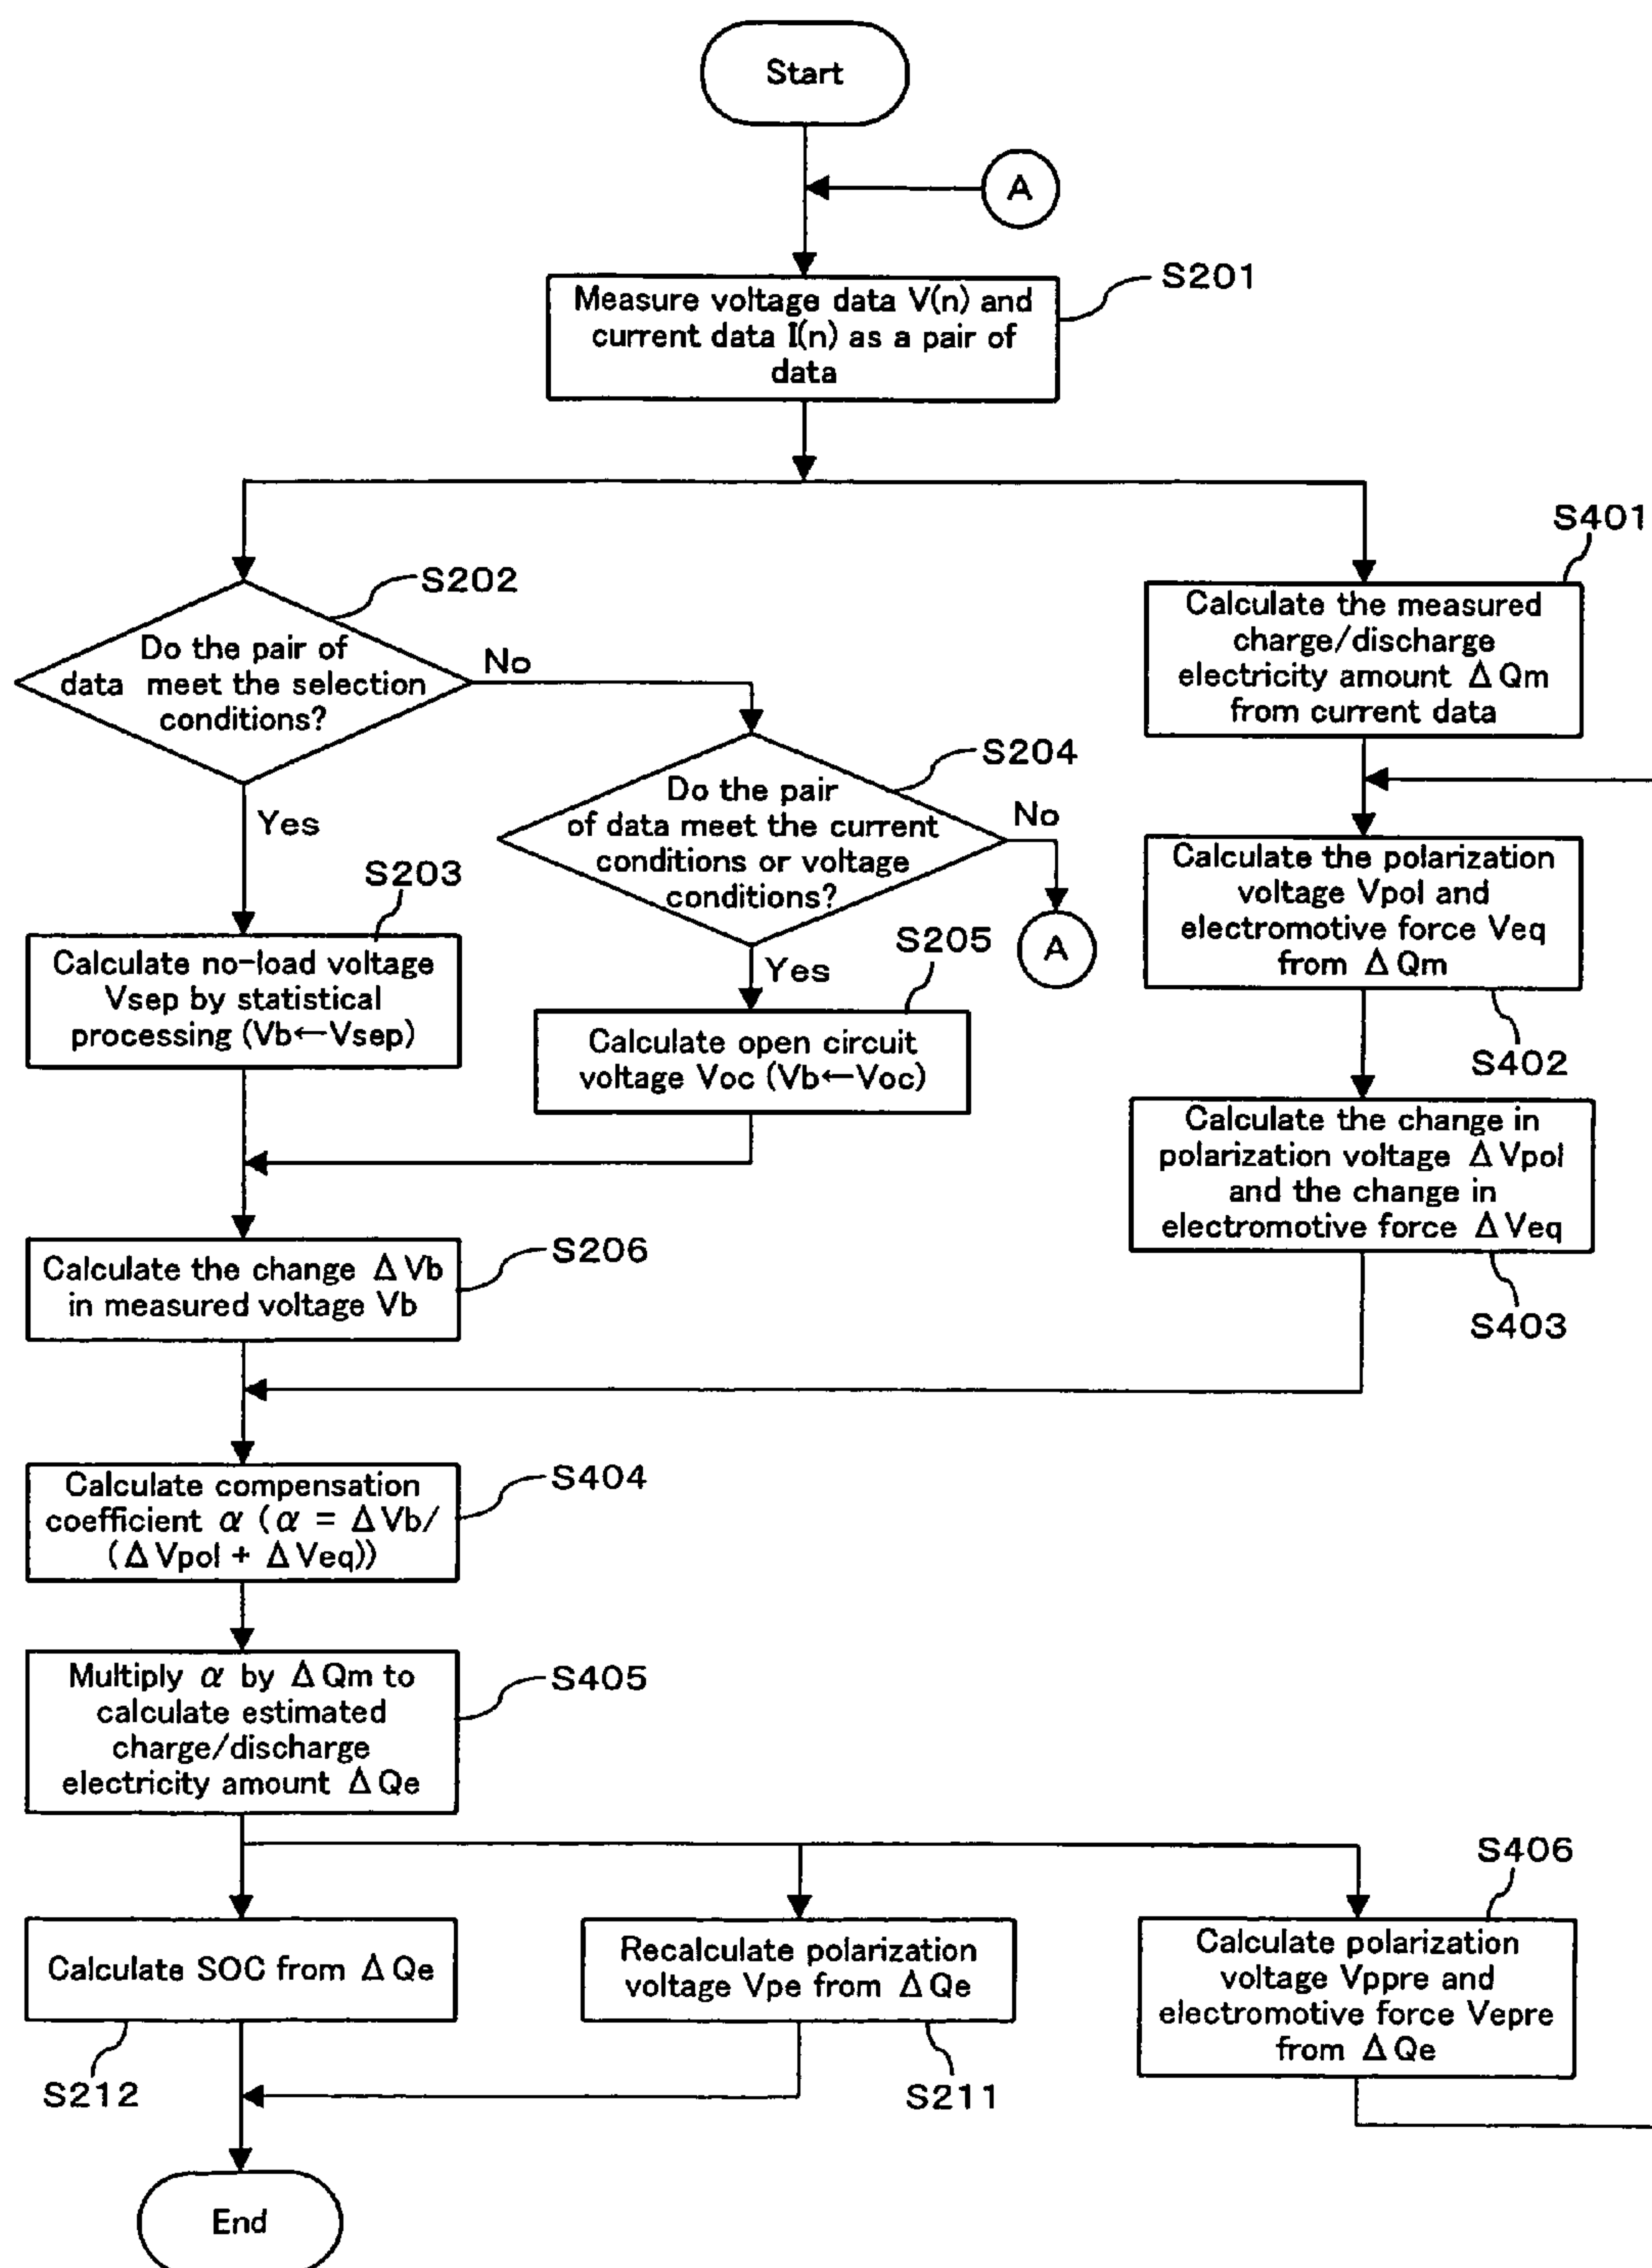 Start
A
S201
Measure voltage data V(n) and
current data I(n) as a pair of
data
S401
Calculate the measured
charge/discharge
electricity amount ΔQm
from current data
S202
Do the pair of
data meet the selection
conditions?
No
Yes
S204
Do the pair
of data meet the current
conditions or voltage
conditions?
No
A
Yes
S203
Calculate no-load voltage
Vsep by statistical
processing (Vb←Vsep)
S205
Calculate open circuit
voltage Voc (Vb←Voc)
Calculate the polarization
voltage Vpol and
electromotive force Veq
from ΔQm
S402
Calculate the change in
polarization voltage ΔVpol
and the change in
electromotive force ΔVeq
S403
S206
Calculate the change ΔVb
in measured voltage Vb
S404
Calculate compensation
coefficient α (α = ΔVb/
(ΔVpol + ΔVeq))
S405
Multiply α by ΔQm to
calculate estimated
charge/discharge
electricity amount ΔQe
S406
Calculate SOC from ΔQe
S212
Recalculate polarization
voltage Vpe from ΔQe
S211
Calculate polarization
voltage Vppre and
electromotive force Vepre
from ΔQe
End